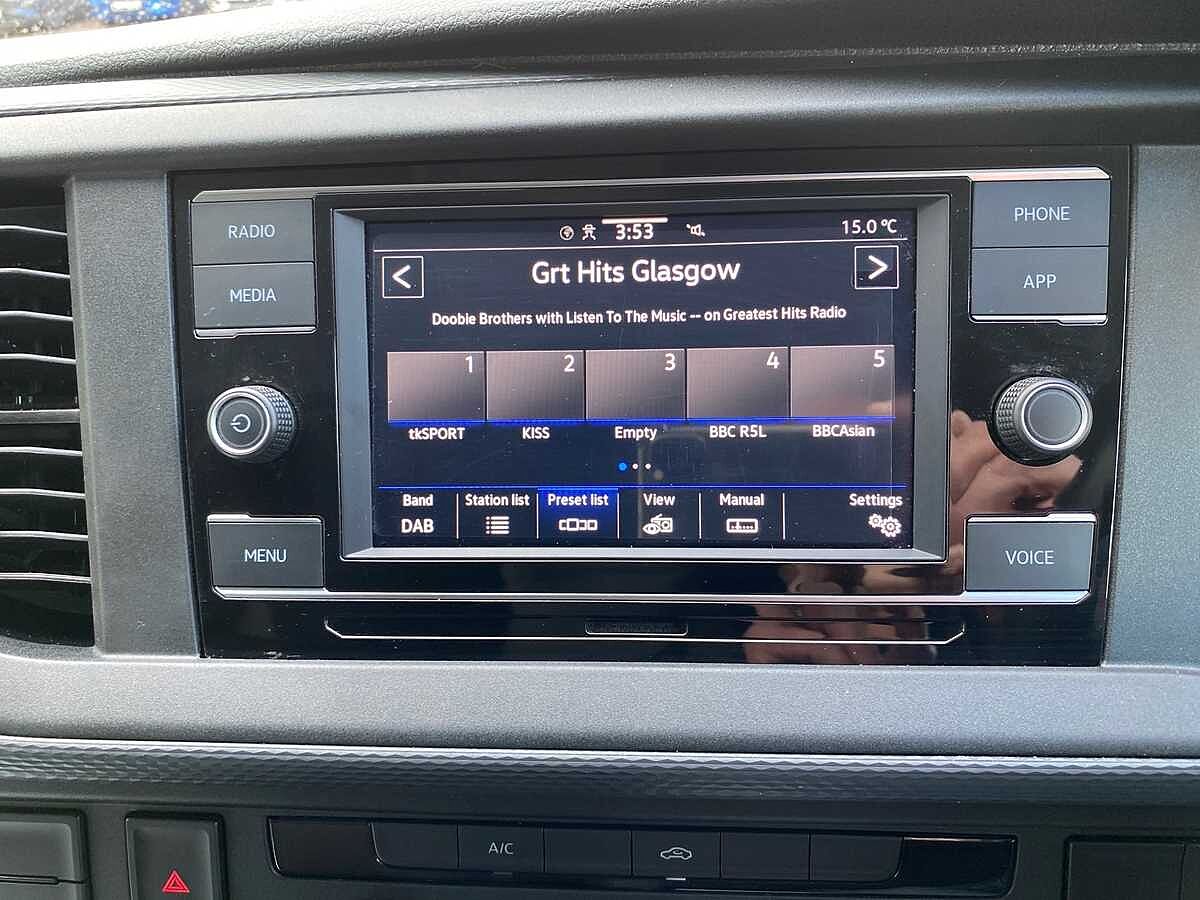 RADIO
MEDIA
MENU
3:53
15.0 °C
< Grt Hits Glasgow >
Doobie Brothers with Listen To The Music -- on Greatest Hits Radio
1 2 3 4 5
tkSPORT KISS Empty BBC R5L BBCAsian
Band Station list Preset list View Manual Settings
DAB
PHONE
APP
VOICE
A/C